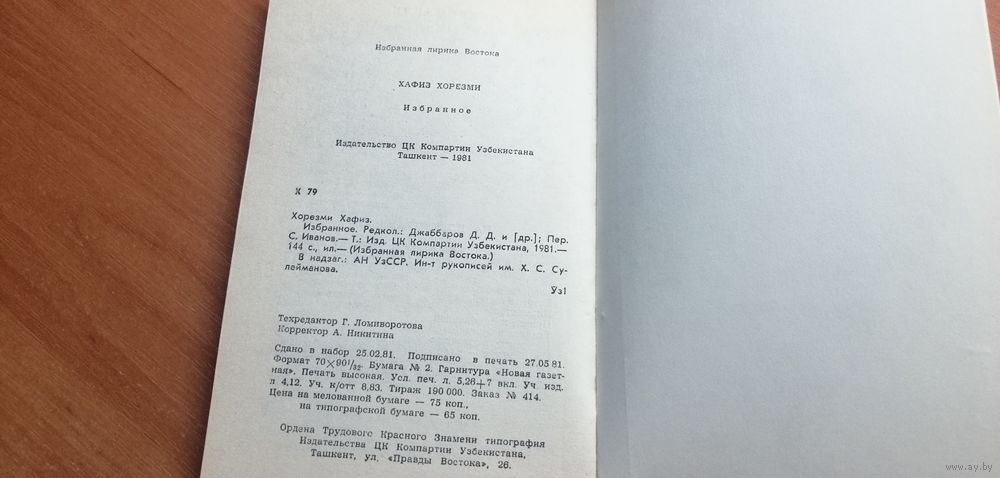 Избранная лирика Востока
ХАФИЗ ХОРЕЗМИ
Избранное
Издательство ЦК Компартии Узбекистана
Ташкент — 1981
Х 79
Хорезми Хафиз.
Избранное. Редкол.: Джаббаров Д. Д. и [др.]; Пер.
С. Иванов.— Т.: Изд. ЦК Компартии Узбекистана, 1981.—
144 с., ил.— (Избранная лирика Востока.)
В надзаг.: АН УзССР. Ин-т рукописей им. Х. С. Су-
лейманова.
Уз1
Техредактор Г. Ломиворотова
Корректор А. Никитина
Сдано в набор 25.02.81. Подписано в печать 27.05.81.
Формат 70×90¹/₃₂. Бумага № 2. Гарнитура «Новая газет-
ная». Печать высокая. Усл. печ. л. 5,26+7 вкл. Уч. изд.
л 4,12. Уч. к/отт 8,83. Тираж 190 000. Заказ № 414.
Цена на мелованной бумаге — 75 коп.,
на типографской бумаге — 65 коп.
Ордена Трудового Красного Знамени типография
Издательства ЦК Компартии Узбекистана,
Ташкент, ул. «Правды Востока», 26.
www.ay.by